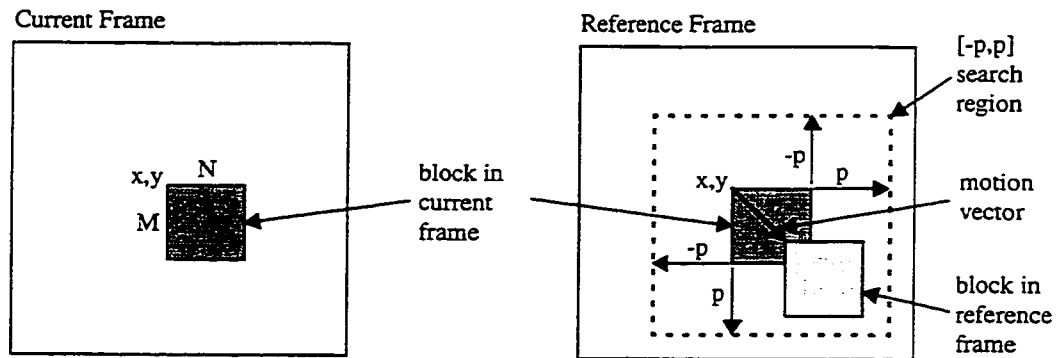 Current Frame
x,y
N
M
block in
current
frame
Reference Frame
x,y
-p
p
-p
p
[-p,p]
search
region
motion
vector
block in
reference
frame